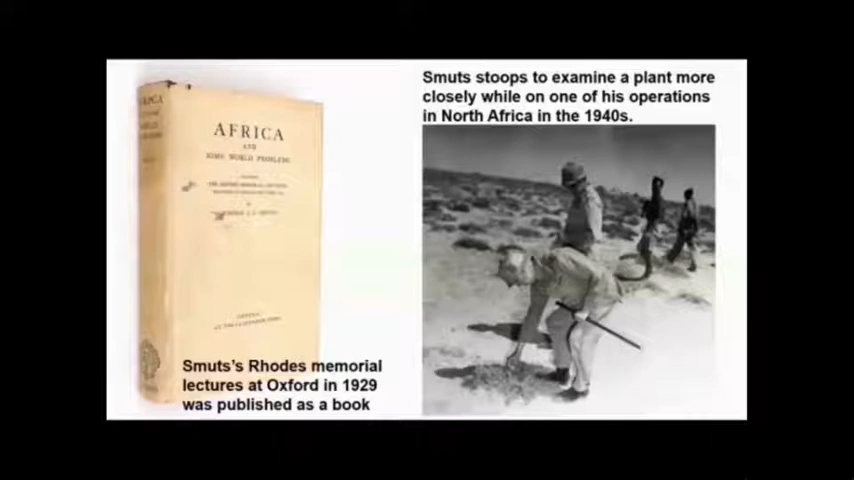 AFRICA
AND
SOME WORLD PROBLEMS
Smuts's Rhodes memorial
lectures at Oxford in 1929
was published as a book
Smuts stoops to examine a plant more
closely while on one of his operations
in North Africa in the 1940s.